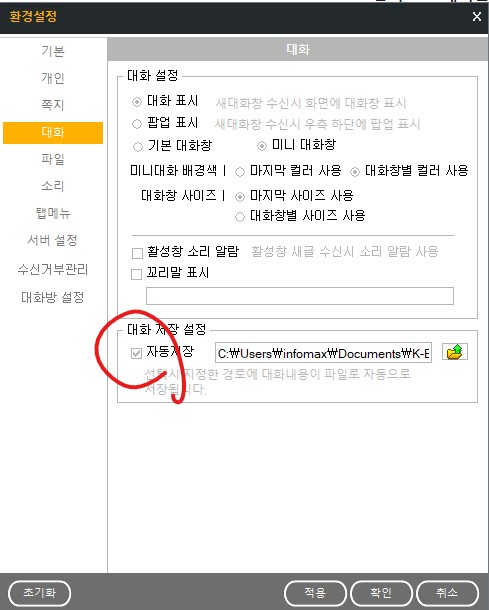 환경설정
X
기본
개인
쪽지
대화
파일
소리
탭메뉴
서버 설정
수신거부관리
대화방 설정
대화
대화 설정
대화 표시 새대화창 수신시 화면에 대화창 표시
팝업 표시 새대화창 수신시 우측 하단에 팝업 표시
기본 대화창 미니 대화창
미니대화 배경색 | 마지막 컬러 사용 대화창별 컬러 사용
대화창 사이즈 | 마지막 사이즈 사용
대화창별 사이즈 사용
활성창 소리 알람 활성창 새글 수신시 소리 알람 사용
꼬리말 표시
대화 저장 설정
자동저장 C:₩Users₩infomax₩Documents₩K-B
선택시 지정한 경로에 대화내용이 파일로 자동으로
저장됩니다.
초기화 적용 확인 취소